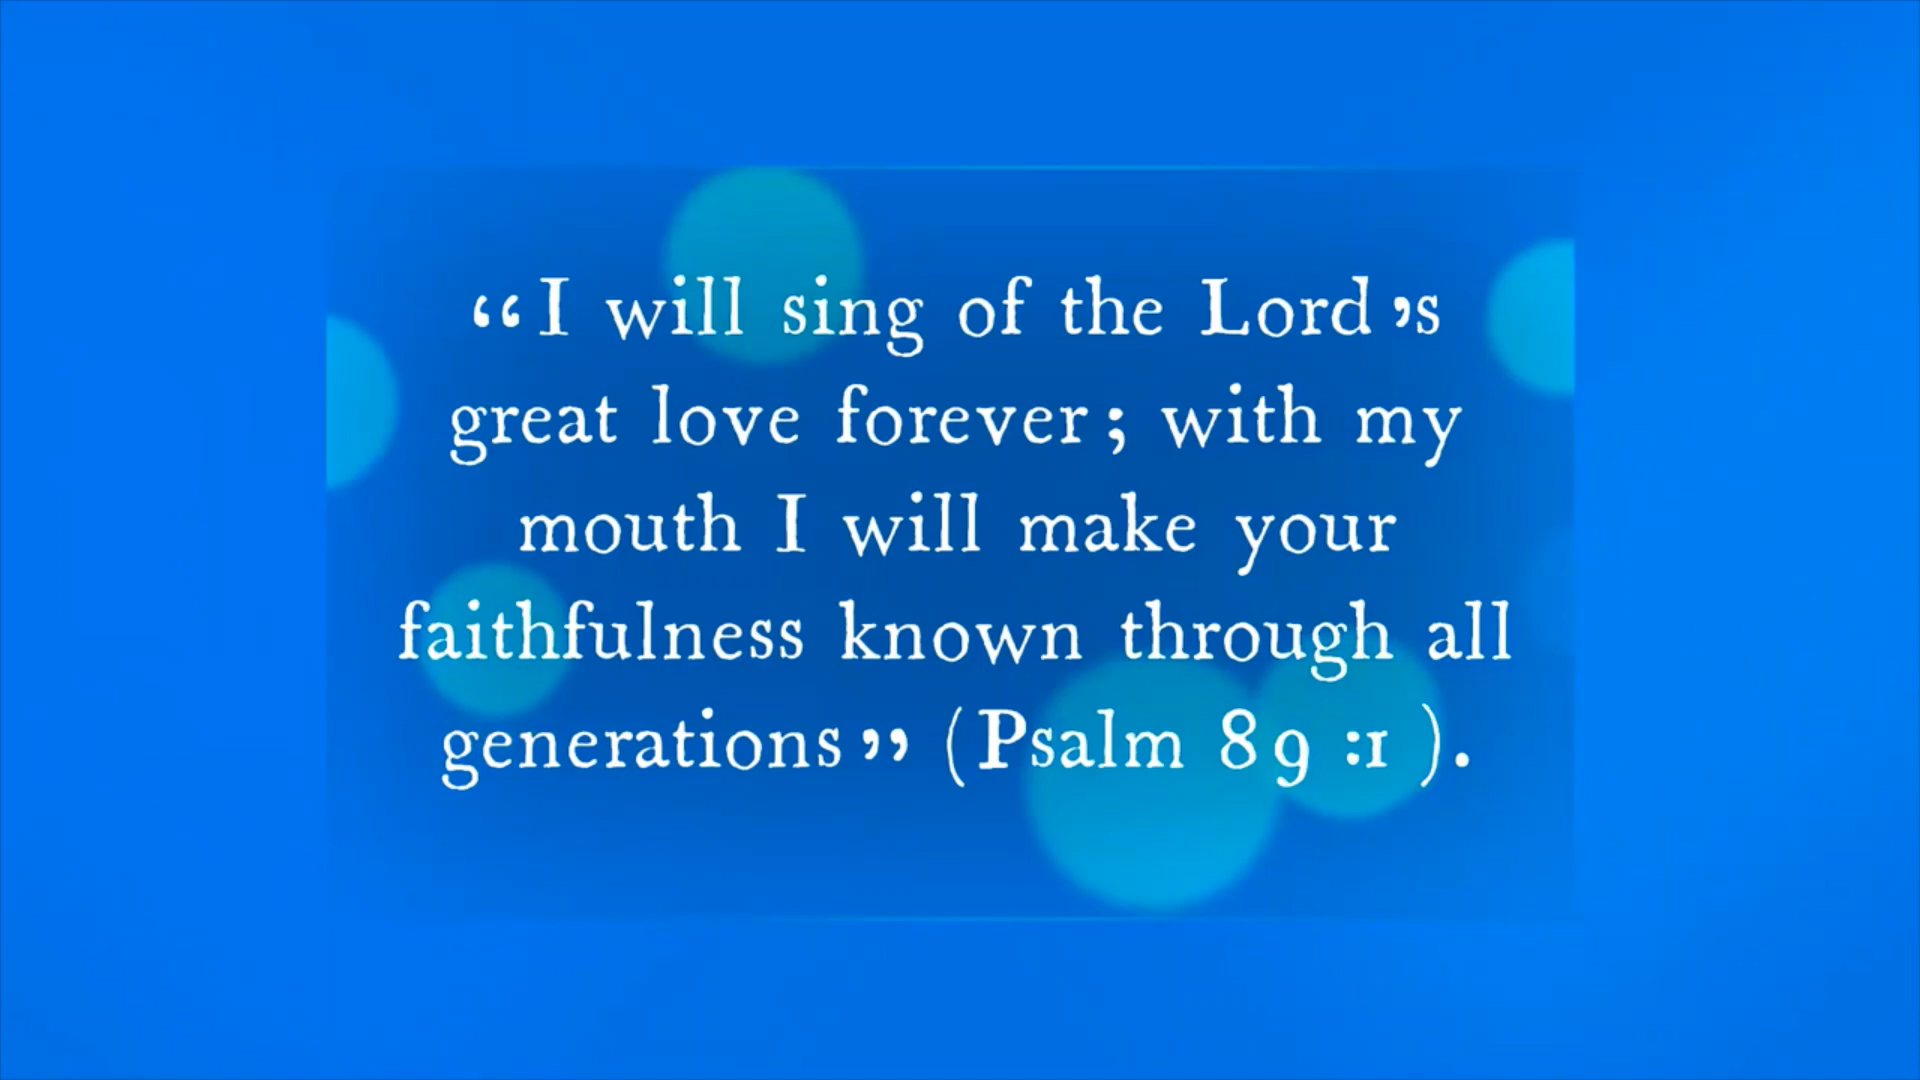 “I will sing of the Lord’s
great love forever; with my
mouth I will make your
faithfulness known through all
generations” (Psalm 89:1).